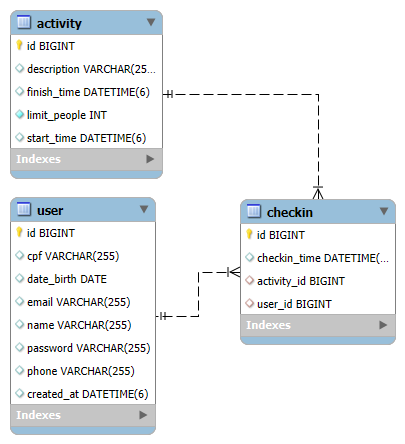 activity
id BIGINT
description VARCHAR(25...
finish_time DATETIME(6)
limit_people INT
start_time DATETIME(6)
Indexes
user
id BIGINT
cpf VARCHAR(255)
date_birth DATE
email VARCHAR(255)
name VARCHAR(255)
password VARCHAR(255)
phone VARCHAR(255)
created_at DATETIME(6)
Indexes
checkin
id BIGINT
checkin_time DATETIME(...
activity_id BIGINT
user_id BIGINT
Indexes